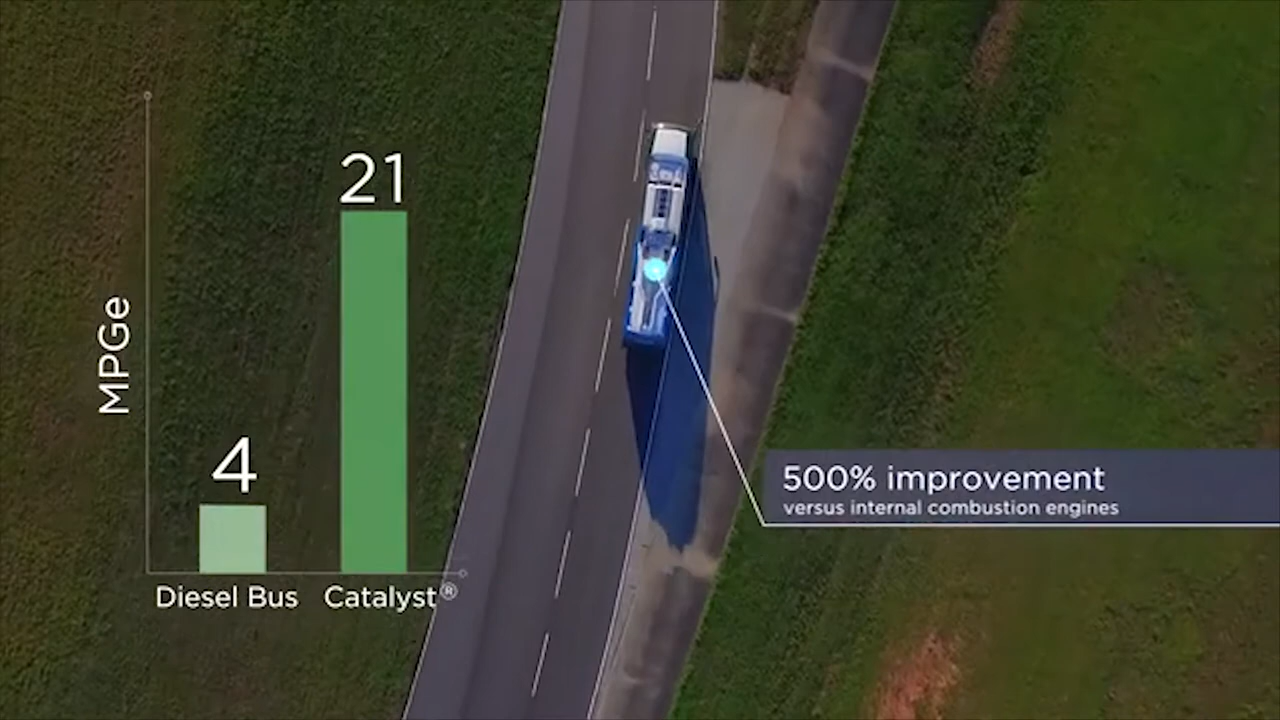 MPGe
21
4
Diesel Bus
Catalyst®
500% improvement
versus internal combustion engines